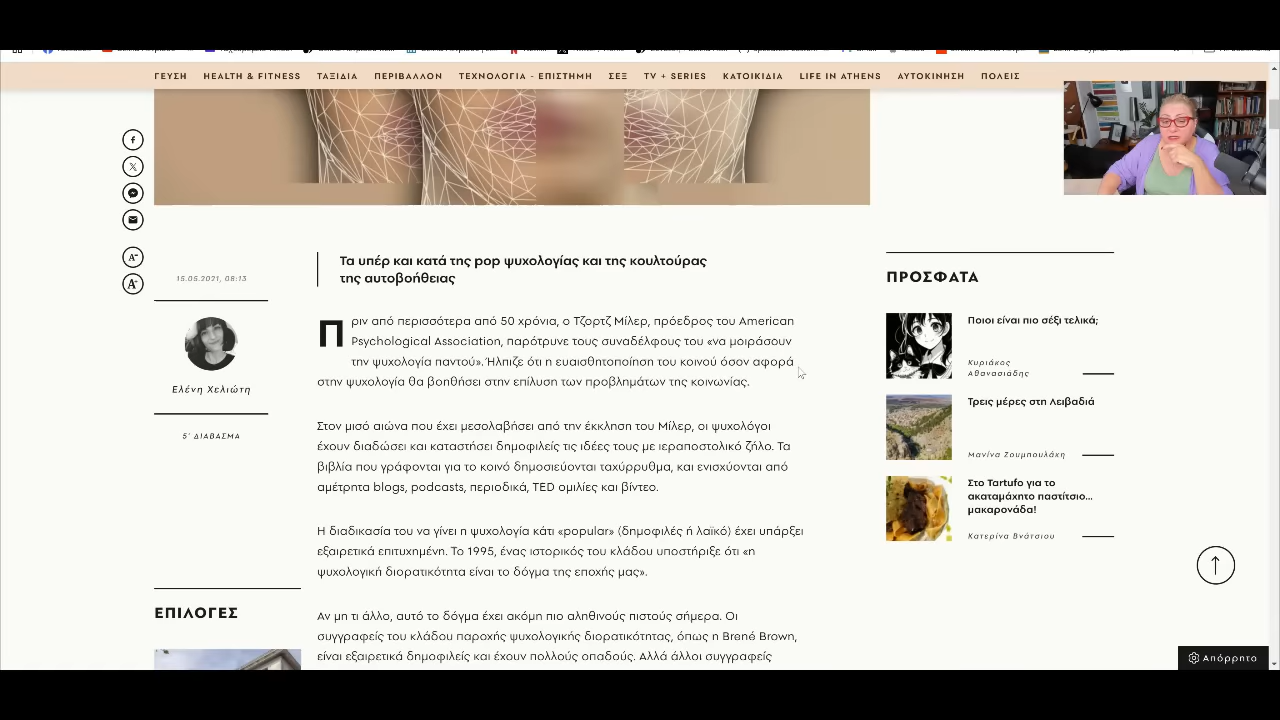 ΓΕΥΣΗ HEALTH & FITNESS ΤΑΞΙΔΙΑ ΠΕΡΙΒΑΛΛΟΝ ΤΕΧΝΟΛΟΓΙΑ - ΕΠΙΣΤΗΜΗ ΣΕΞ TV + SERIES ΚΑΤΟΙΚΙΔΙΑ LIFE IN ATHENS ΑΥΤΟΚΙΝΗΣΗ ΠΟΛΕΙΣ
15.05.2021, 08:13
Ελένη Χελιώτη
5' ΔΙΑΒΑΣΜΑ
ΕΠΙΛΟΓΕΣ
Τα υπέρ και κατά της pop ψυχολογίας και της κουλτούρας
της αυτοβοήθειας
Πριν από περισσότερα από 50 χρόνια, ο Τζορτζ Μίλερ, πρόεδρος του American
Psychological Association, παρότρυνε τους συναδέλφους του «να μοιράσουν
την ψυχολογία παντού». Ήλπιζε ότι η ευαισθητοποίηση του κοινού όσον αφορά
στην ψυχολογία θα βοηθήσει στην επίλυση των προβλημάτων της κοινωνίας.
Στον μισό αιώνα που έχει μεσολαβήσει από την έκκληση του Μίλερ, οι ψυχολόγοι
έχουν διαδώσει και καταστήσει δημοφιλείς τις ιδέες τους με ιεραποστολικό ζήλο. Τα
βιβλία που γράφονται για το κοινό δημοσιεύονται ταχύρρυθμα, και ενισχύονται από
αμέτρητα blogs, podcasts, περιοδικά, TED ομιλίες και βίντεο.
Η διαδικασία του να γίνει η ψυχολογία κάτι «popular» (δημοφιλές ή λαϊκό) έχει υπάρξει
εξαιρετικά επιτυχημένη. Το 1995, ένας ιστορικός του κλάδου υποστήριξε ότι «η
ψυχολογική διορατικότητα είναι το δόγμα της εποχής μας».
Αν μη τι άλλο, αυτό το δόγμα έχει ακόμη πιο αληθινούς πιστούς σήμερα. Οι
συγγραφείς του κλάδου παροχής ψυχολογικής διορατικότητας, όπως η Brené Brown,
είναι εξαιρετικά δημοφιλείς και έχουν πολλούς οπαδούς. Αλλά άλλοι συγγραφείς
ΠΡΟΣΦΑΤΑ
Ποιοι είναι πιο σέξι τελικά;
Κυριάκος
Αθανασιάδης
Τρεις μέρες στη Λειβαδιά
Μανίνα Ζουμπουλάκη
Στο Tartufo για το
ακαταμάχητο παστίτσιο...
μακαρονάδα!
Κατερίνα Βνάτσιου
Απόρρητο